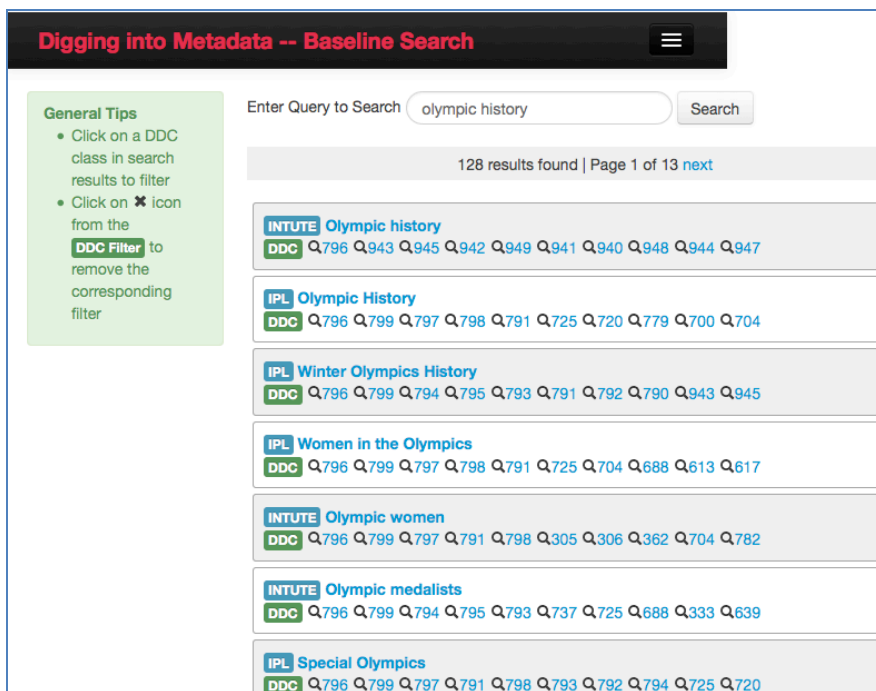 Digging into Metadata -- Baseline Search
General Tips
• Click on a DDC
class in search
results to filter
• Click on ✖ icon
from the
DDC Filter to
remove the
corresponding
filter
Enter Query to Search olympic history Search
128 results found | Page 1 of 13 next
INTUTE Olympic history
DDC 796 943 945 942 949 941 940 948 944 947
IPL Olympic History
DDC 796 799 797 798 791 725 720 779 700 704
IPL Winter Olympics History
DDC 796 799 794 795 793 791 792 790 943 945
IPL Women in the Olympics
DDC 796 799 797 798 791 725 704 688 613 617
INTUTE Olympic women
DDC 796 799 797 791 798 305 306 362 704 782
INTUTE Olympic medalists
DDC 796 799 794 795 793 737 725 688 333 639
IPL Special Olympics
DDC 796 799 797 791 798 793 792 794 725 720